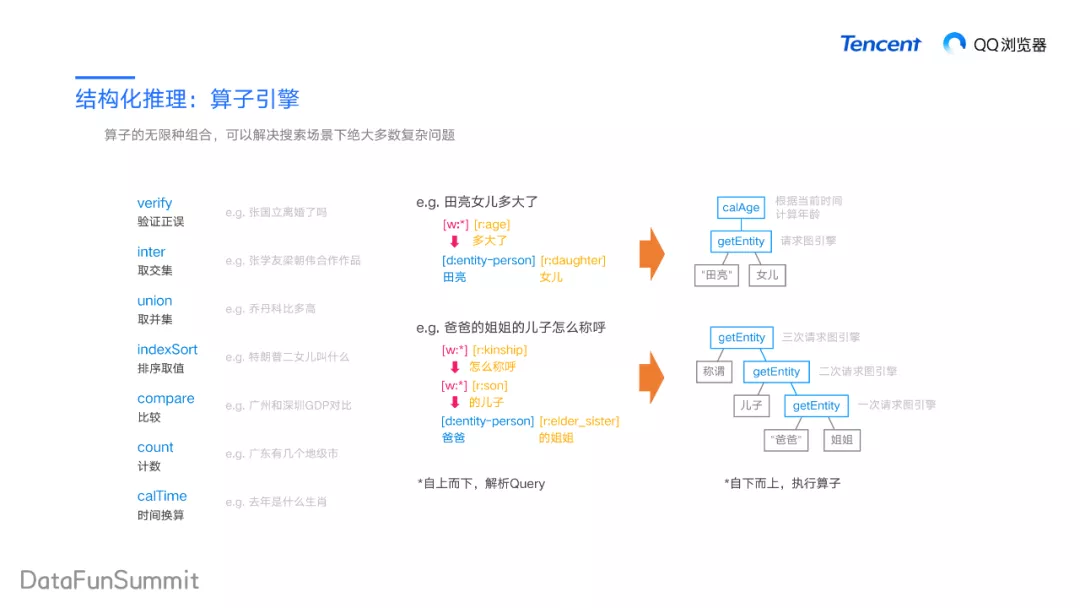 Tencent QQ浏览器
结构化推理：算子引擎
算子的无限种组合，可以解决搜素场景下绝大多数复杂问题
verify
验证正误
e.g. 张国立离婚了吗
inter
取交集
e.g. 张学友梁朝伟合作作品
union
取并集
e.g. 乔丹科比多高
indexSort
排序取值
e.g. 特朗普二女儿叫什么
compare
比较
e.g. 广州和深圳GDP对比
count
计数
e.g. 广东有几个地级市
calTime
时间换算
e.g. 去年是什么生肖
e.g. 田亮女儿多大了
[w:*] [r:age]
多大了
[d:entity-person] [r:daughter]
田亮 女儿
e.g. 爸爸的姐姐的儿子怎么称呼
[w:*] [r:kinship]
怎么称呼
[w:*] [r:son]
的儿子
[d:entity-person] [r:elder_sister]
爸爸 的姐姐
*自上而下，解析Query
calAge
根据当前时间
计算年龄
getEntity 请求图引擎
"田亮" 女儿
getEntity 三次请求图引擎
称谓 getEntity 二次请求图引擎
儿子 getEntity 一次请求图引擎
"爸爸" 姐姐
*自下而上，执行算子
DataFunSummit